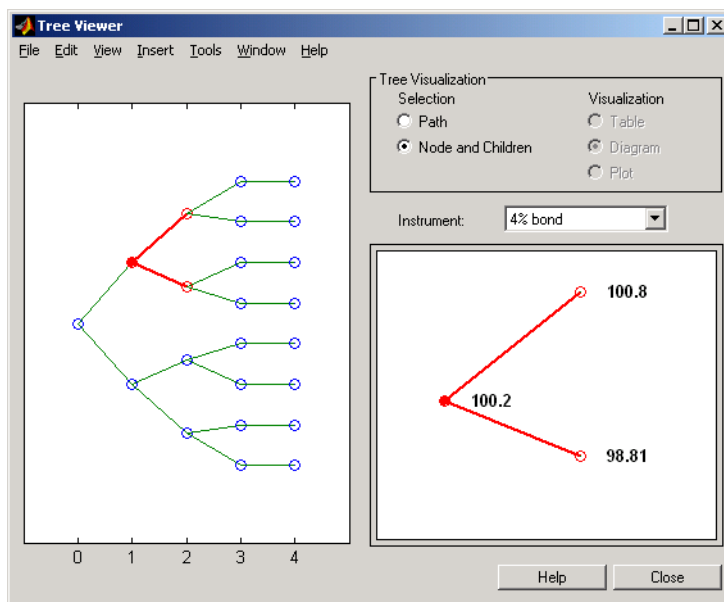 Tree Viewer
File Edit View Insert Tools Window Help
Tree Visualization
Selection
Visualization
Path
Table
Node and Children
Diagram
Plot
Instrument:
4% bond
100.8
100.2
98.81
0 1 2 3 4
Help
Close